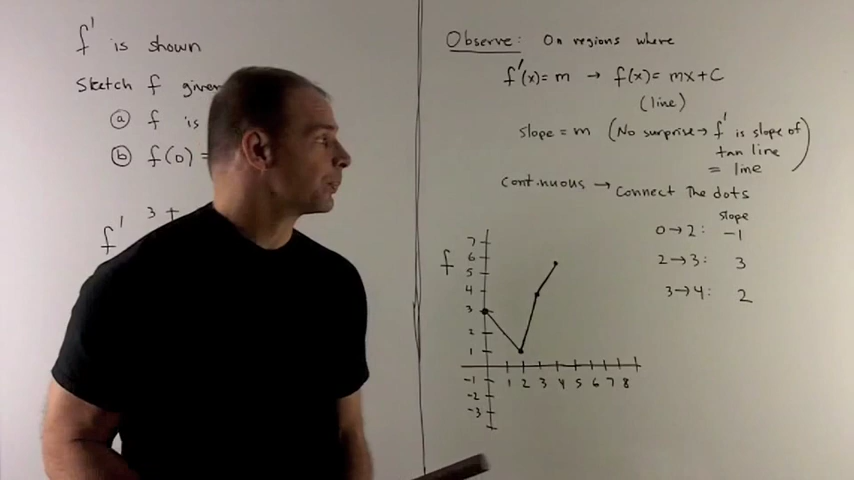 f' is shown
Sketch f given
ⓐ f is
ⓑ f(0) =
3
f'
Observe: On regions where
f'(x) = m → f(x) = mx + C
(line)
slope = m (No surprise → f' is slope of
tan line
= line)
Continuous → Connect the dots
slope
0 → 2: -1
2 → 3: 3
3 → 4: 2
f
7
6
5
4
3
2
1
-1
-2
-3
1 2 3 4 5 6 7 8